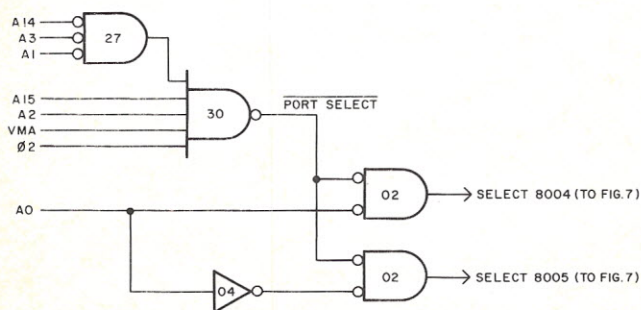 A14
A3
A1
27
A15
A2
VMA
Ø2
30
PORT SELECT
A0
02
SELECT 8004 (TO FIG.7)
04
02
SELECT 8005 (TO FIG.7)